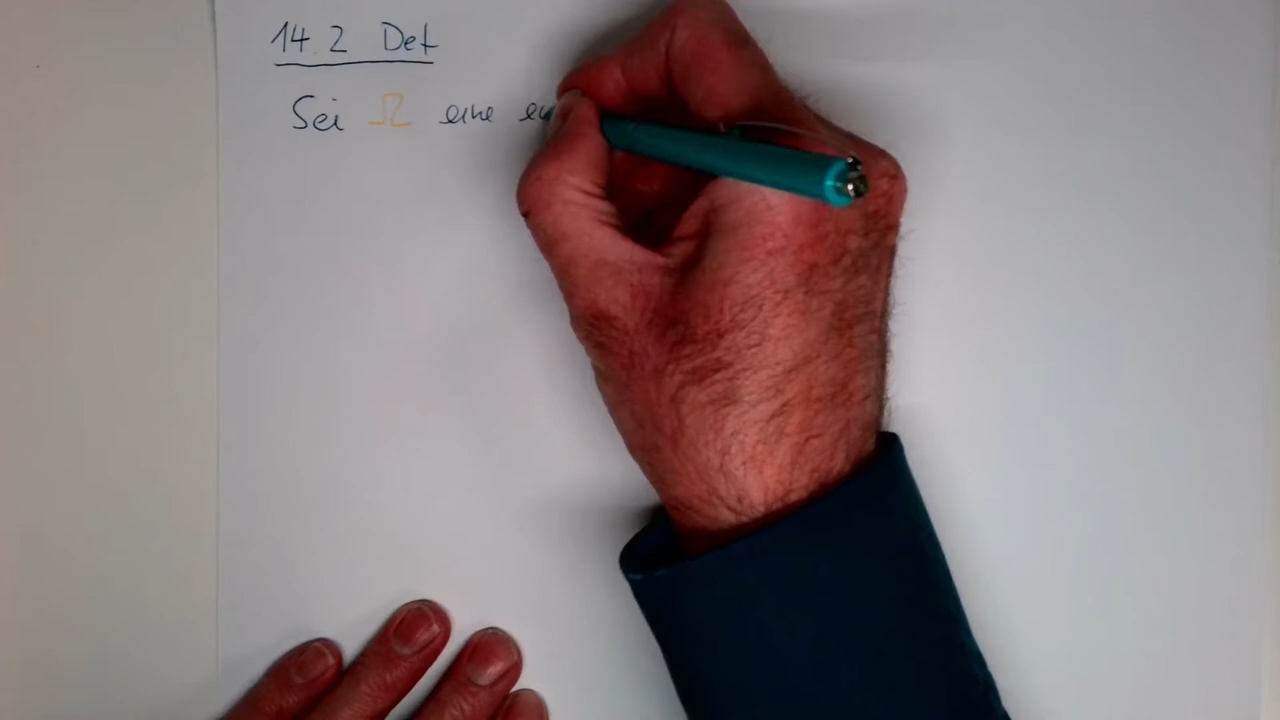 14.2 Def
Sei Ω eine